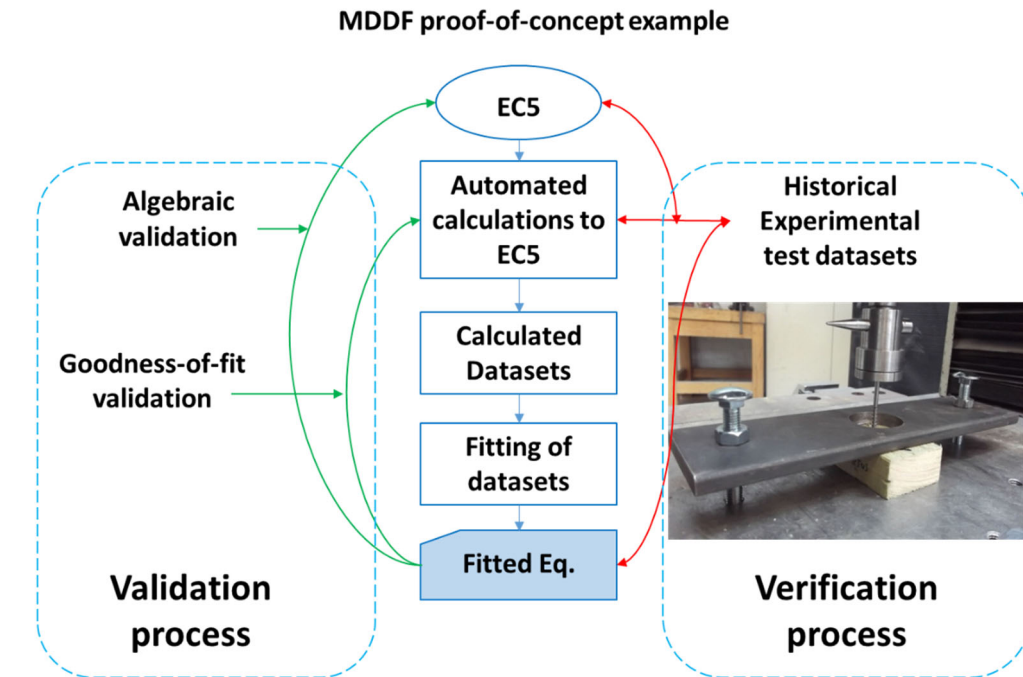 MDDF proof-of-concept example
EC5
Automated
calculations to
EC5
Calculated
Datasets
Fitting of
datasets
Fitted Eq.
Algebraic
validation
Goodness-of-fit
validation
Validation
process
Historical
Experimental
test datasets
Verification
process